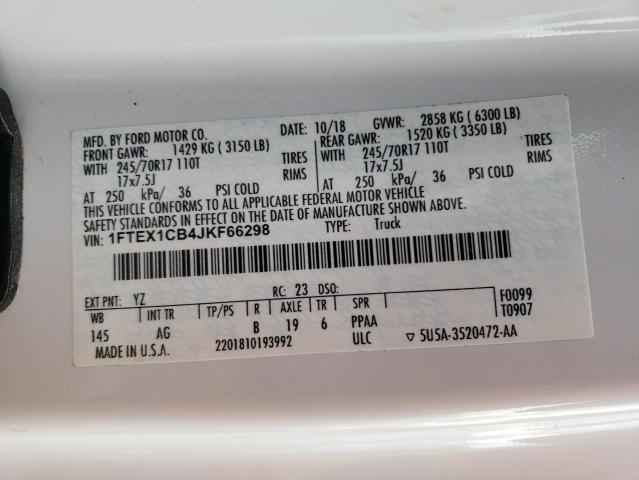 MFD. BY FORD MOTOR CO.
DATE: 10/18 GVWR: 2858 KG ( 6300 LB)
FRONT GAWR: 1429 KG ( 3150 LB) REAR GAWR: 1520 KG ( 3350 LB)
WITH 245/70R17 110T TIRES WITH 245/70R17 110T TIRES
17x7.5J RIMS 17x7.5J RIMS
AT 250 kPa/ 36 PSI COLD AT 250 kPa/ 36 PSI COLD
THIS VEHICLE CONFORMS TO ALL APPLICABLE FEDERAL MOTOR VEHICLE
SAFETY STANDARDS IN EFFECT ON THE DATE OF MANUFACTURE SHOWN ABOVE.
VIN: 1FTEX1CB4JKF66298 TYPE: Truck
EXT PNT: YZ RC: 23 DSO: F0099
WB INT TR TP/PS R AXLE TR SPR T0907
145 AG B 19 6 PPAA
MADE IN U.S.A. 2201810193992 ULC ▽ 5U5A-3520472-AA